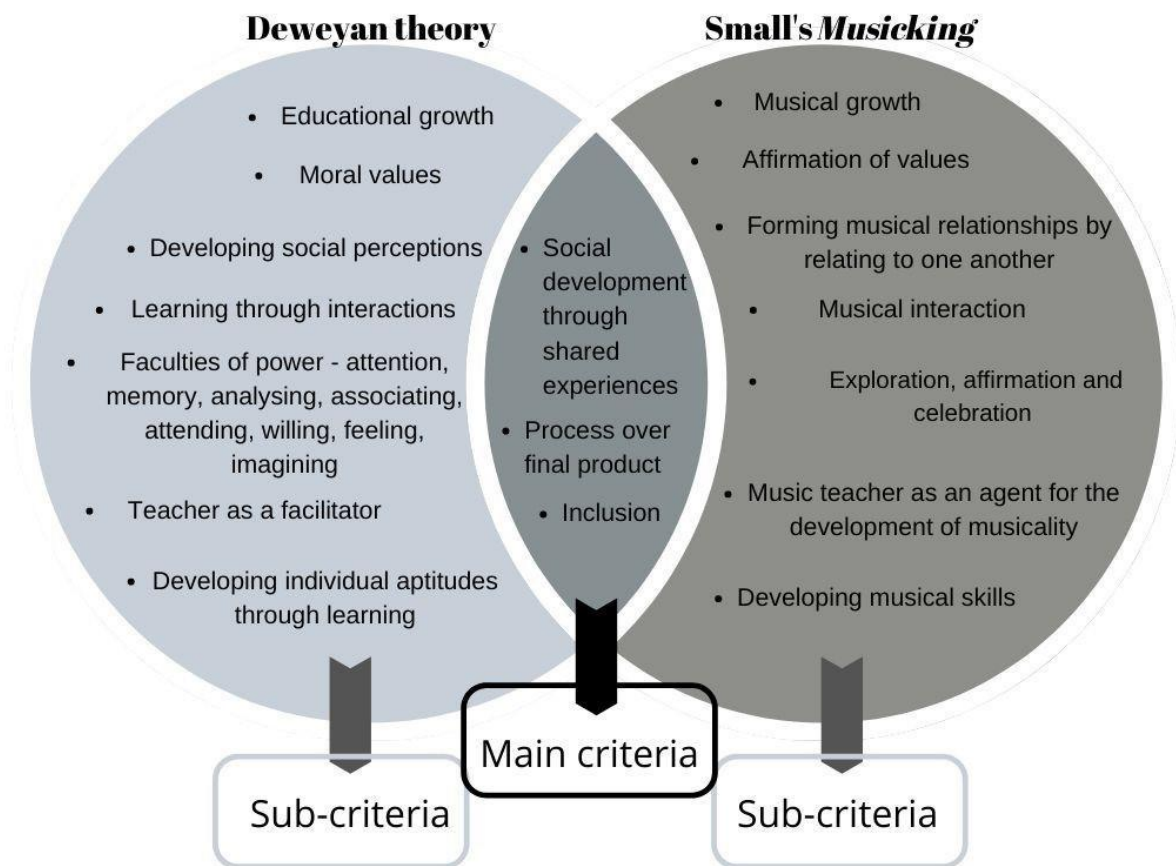 Deweyan theory
Small's Musicking
• Educational growth
• Moral values
• Developing social perceptions
• Learning through interactions
• Faculties of power - attention,
memory, analysing, associating,
attending, willing, feeling,
imagining
• Teacher as a facilitator
• Developing individual aptitudes
through learning
• Social
development
through
shared
experiences
• Process over
final product
• Inclusion
• Musical growth
• Affirmation of values
• Forming musical relationships by
relating to one another
• Musical interaction
• Exploration, affirmation and
celebration
• Music teacher as an agent for the
development of musicality
• Developing musical skills
Sub-criteria
Main criteria
Sub-criteria